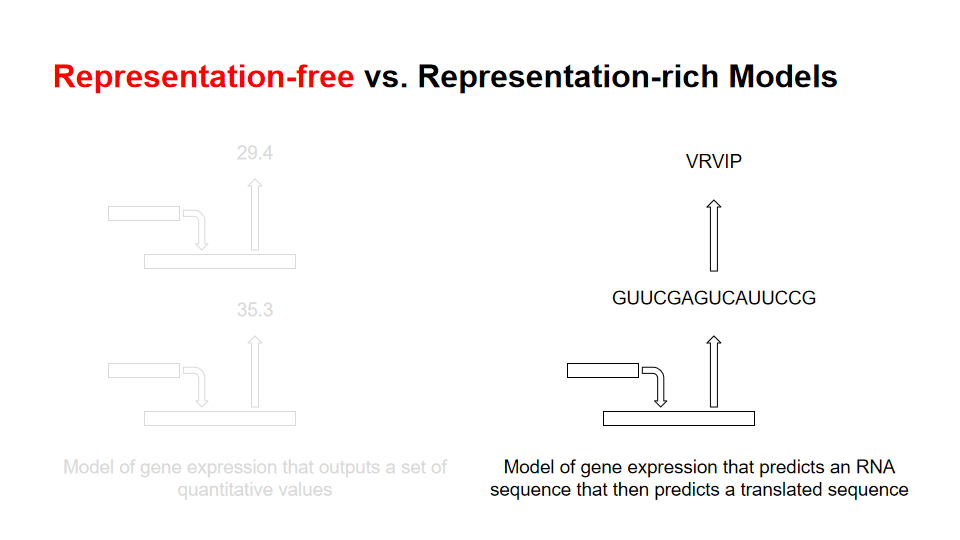 Representation-free vs. Representation-rich Models
29.4
35.3
Model of gene expression that outputs a set of
quantitative values
VRVIP
GUUCGAGUCAUUCCG
Model of gene expression that predicts an RNA
sequence that then predicts a translated sequence